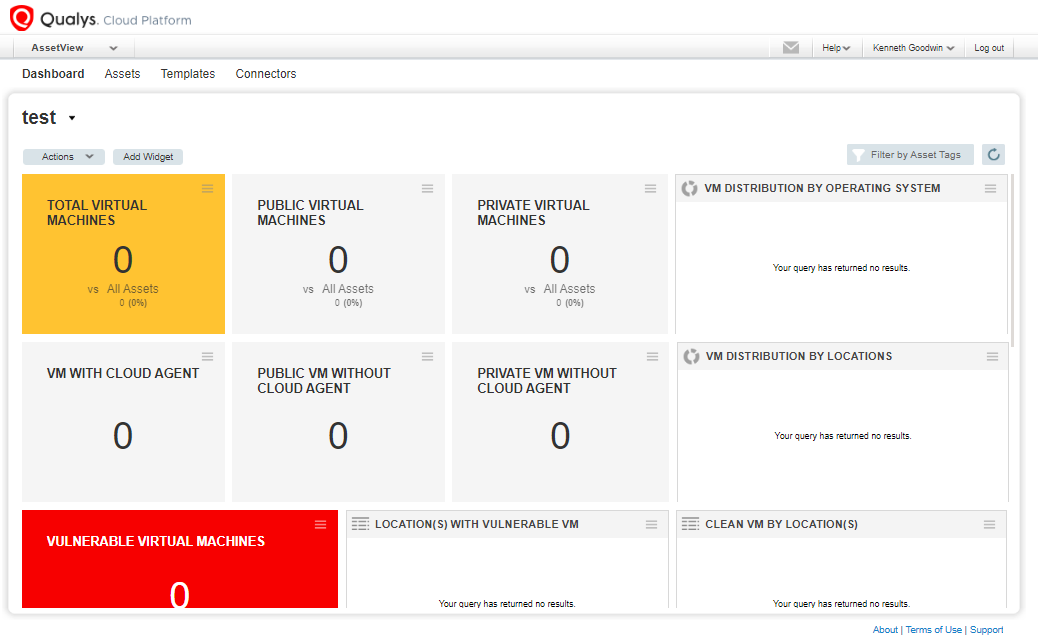 Qualys. Cloud Platform
AssetView
Help
Kenneth Goodwin
Log out
Dashboard Assets Templates Connectors
test
Actions
Add Widget
Filter by Asset Tags
TOTAL VIRTUAL
MACHINES
0
vs All Assets
0 (0%)
PUBLIC VIRTUAL
MACHINES
0
vs All Assets
0 (0%)
PRIVATE VIRTUAL
MACHINES
0
vs All Assets
0 (0%)
VM DISTRIBUTION BY OPERATING SYSTEM
Your query has returned no results.
VM WITH CLOUD AGENT
0
PUBLIC VM WITHOUT
CLOUD AGENT
0
PRIVATE VM WITHOUT
CLOUD AGENT
0
VM DISTRIBUTION BY LOCATIONS
Your query has returned no results.
VULNERABLE VIRTUAL MACHINES
0
LOCATION(S) WITH VULNERABLE VM
Your query has returned no results.
CLEAN VM BY LOCATION(S)
Your query has returned no results.
About | Terms of Use | Support